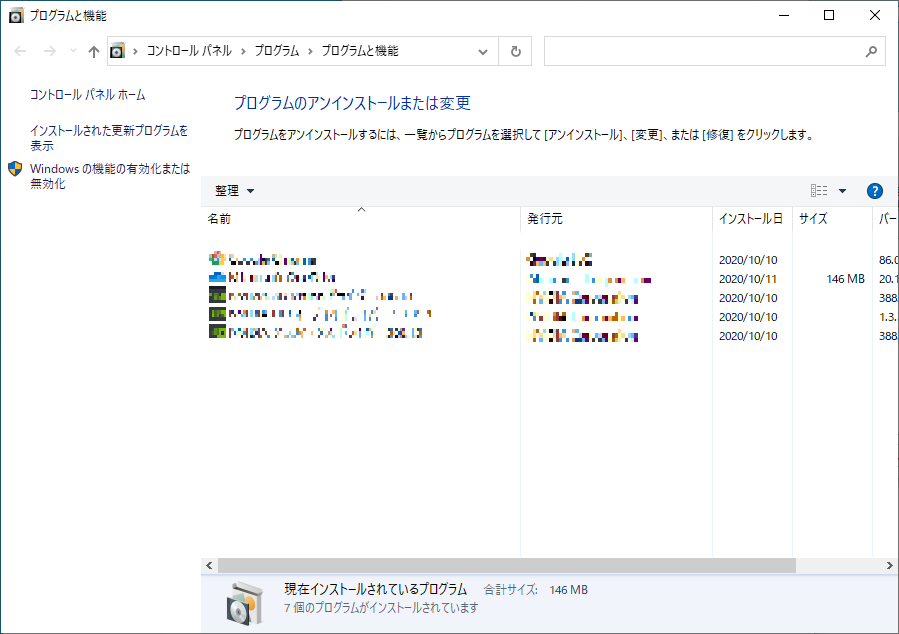 プログラムと機能
コントロール パネル › プログラム › プログラムと機能
コントロール パネル ホーム
インストールされた更新プログラムを
表示
Windows の機能の有効化または
無効化
プログラムのアンインストールまたは変更
プログラムをアンインストールするには、一覧からプログラムを選択して [アンインストール]、[変更]、または [修復] をクリックします。
整理
名前 発行元 インストール日 サイズ バー
2020/10/10 86.0
2020/10/11 146 MB 20.1
2020/10/10 388.
2020/10/10 1.3.
2020/10/10 388.
現在インストールされているプログラム 合計サイズ: 146 MB
7 個のプログラムがインストールされています